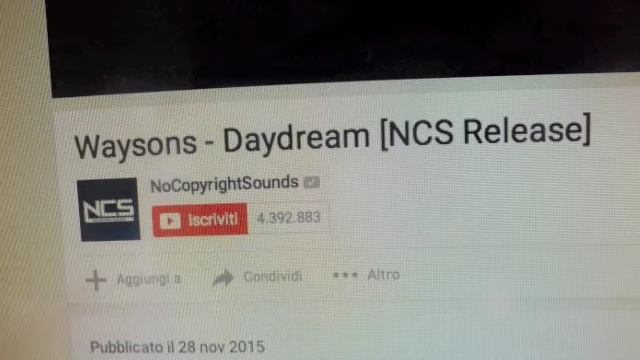 Waysons - Daydream [NCS Release]
NoCopyrightSounds
NCS
Iscriviti 4.392.883
Aggiungi a Condividi Altro
Pubblicato il 28 nov 2015